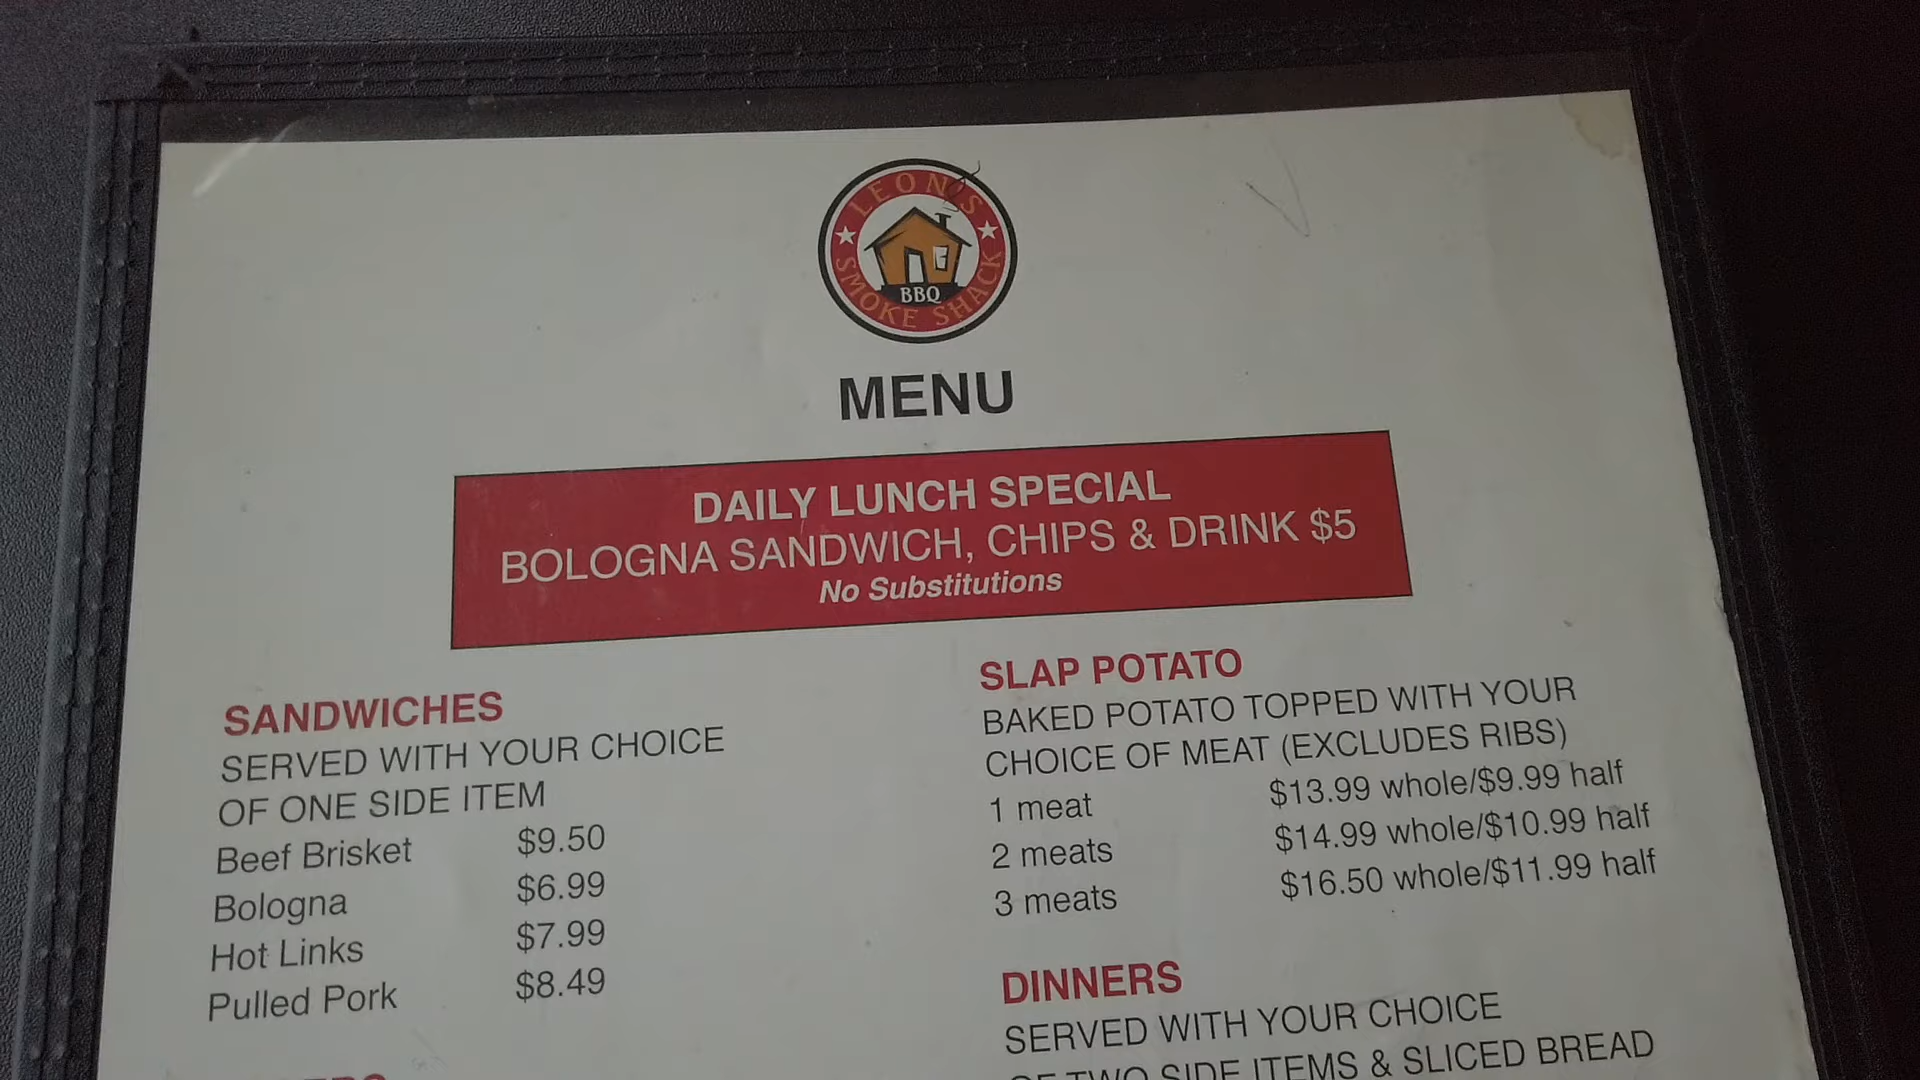 LEON'S
SMOKE SHACK
BBQ
MENU
DAILY LUNCH SPECIAL
BOLOGNA SANDWICH, CHIPS & DRINK $5
No Substitutions
SANDWICHES
SERVED WITH YOUR CHOICE
OF ONE SIDE ITEM
Beef Brisket $9.50
Bologna $6.99
Hot Links $7.99
Pulled Pork $8.49
SLAP POTATO
BAKED POTATO TOPPED WITH YOUR
CHOICE OF MEAT (EXCLUDES RIBS)
1 meat $13.99 whole/$9.99 half
2 meats $14.99 whole/$10.99 half
3 meats $16.50 whole/$11.99 half
DINNERS
SERVED WITH YOUR CHOICE
OF TWO SIDE ITEMS & SLICED BREAD